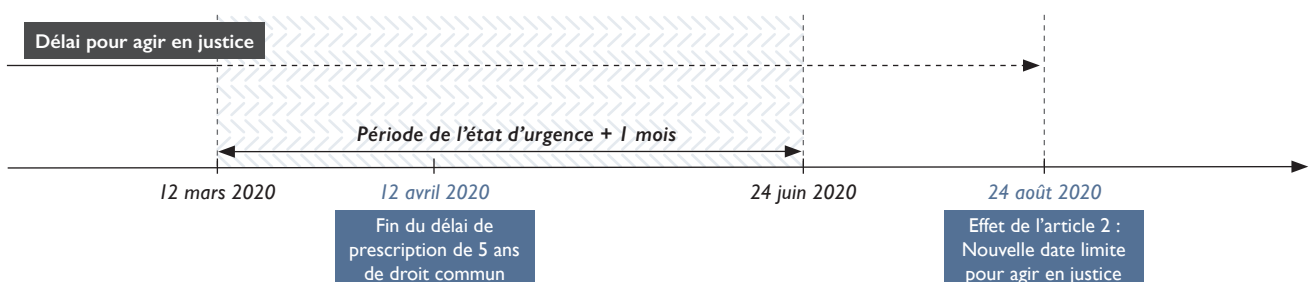 Délai pour agir en justice
Période de l'état d'urgence + 1 mois
12 mars 2020
12 avril 2020
24 juin 2020
24 août 2020
Fin du délai de
prescription de 5 ans
de droit commun
Effet de l'article 2 :
Nouvelle date limite
pour agir en justice